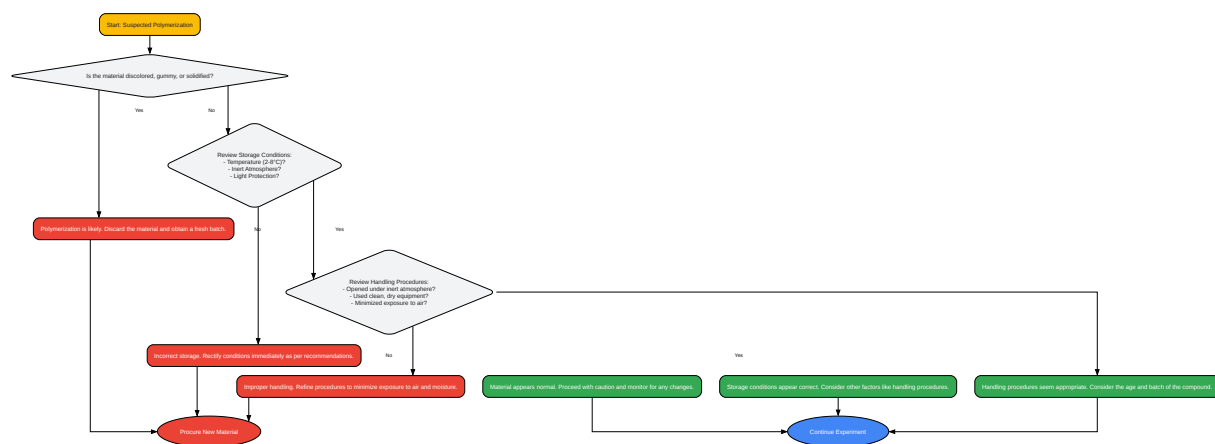 Start: Suspected Polymerization
Is the material discolored, gummy, or solidified?
Yes
No
Review Storage Conditions:
- Temperature (2-8°C)?
- Inert Atmosphere?
- Light Protection?
Polymerization is likely. Discard the material and obtain a fresh batch.
No
Yes
Review Handling Procedures:
- Opened under inert atmosphere?
- Used clean, dry equipment?
- Minimized exposure to air?
Incorrect storage. Rectify conditions immediately as per recommendations.
No
Yes
Improper handling. Refine procedures to minimize exposure to air and moisture.
Material appears normal. Proceed with caution and monitor for any changes.
Storage conditions appear correct. Consider other factors like handling procedures.
Handling procedures seem appropriate. Consider the age and batch of the compound.
Procure New Material
Continue Experiment